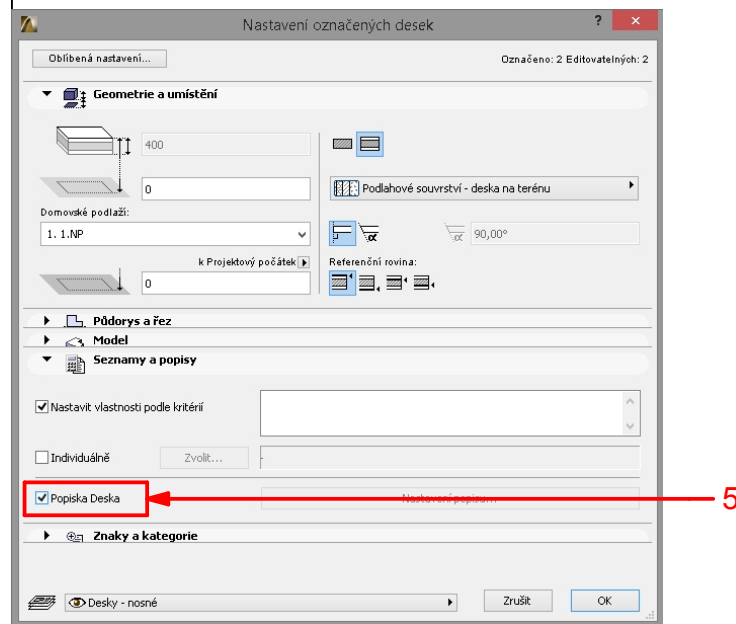 Nastavení označených desek ? ×
Oblíbená nastavení... Označeno: 2 Editovatelných: 2
Geometrie a umístění
400
0 Podlahové souvrství - deska na terénu
Domovské podlaží:
1. 1.NP α α 90,00°
k Projektový počátek Referenční rovina:
0
Půdorys a řez
Model
Seznamy a popisy
Nastavit vlastnosti podle kritérií
Individuálně Zvolit... -
Popiska Deska Nastavení popisu... 5
Znaky a kategorie
Desky - nosné Zrušit OK